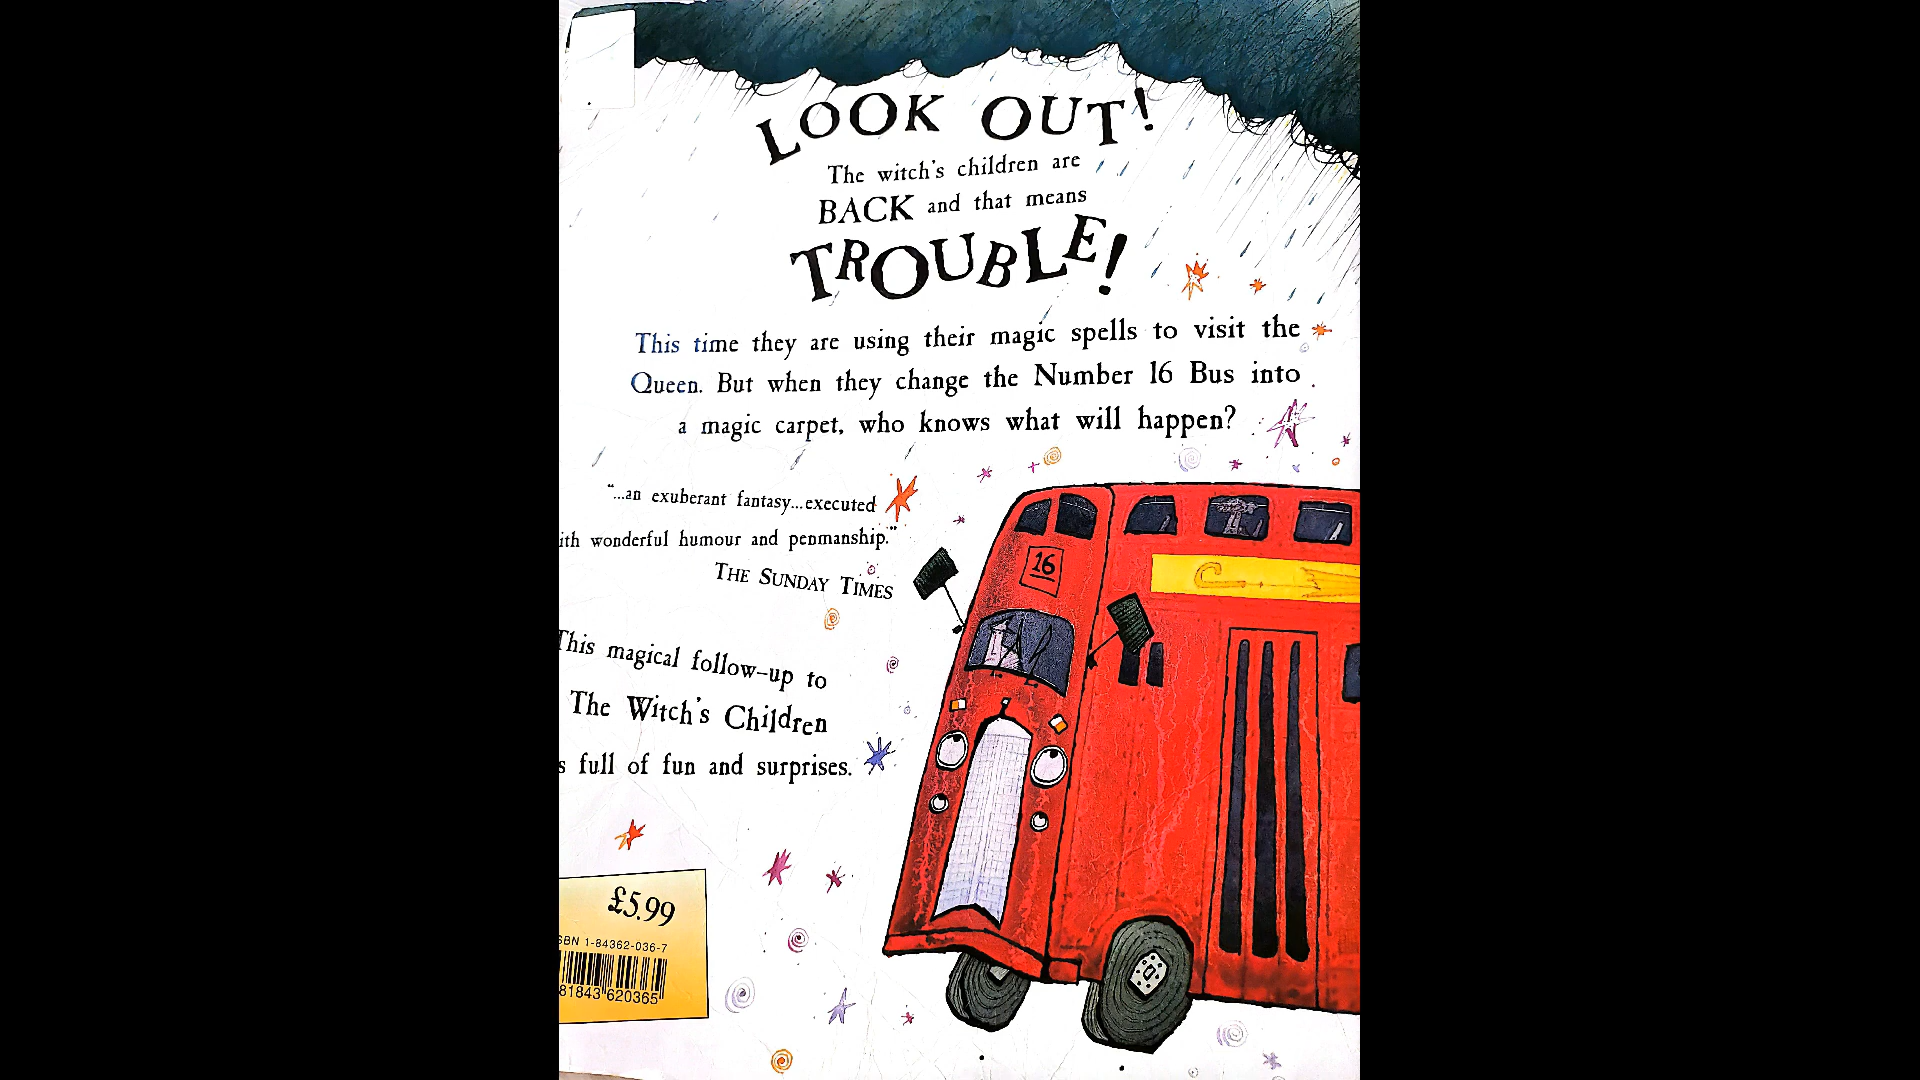 LOOK OUT!
The witch's children are
BACK and that means
TROUBLE!
This time they are using their magic spells to visit the
Queen. But when they change the Number 16 Bus into
a magic carpet, who knows what will happen?
"...an exuberant fantasy...executed
ith wonderful humour and penmanship."
THE SUNDAY TIMES
This magical follow-up to
The Witch's Children
s full of fun and surprises.
16
£5.99
SBN 1-84362-036-7
81843 620365